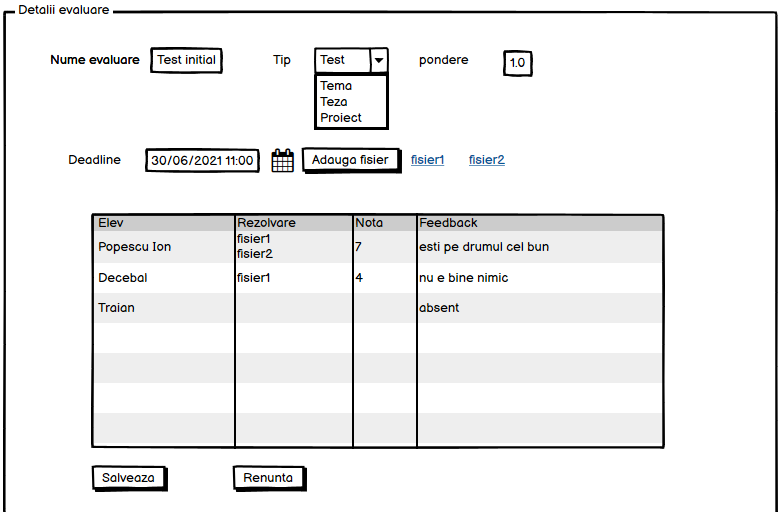 Detalii evaluare
Nume evaluare Test initial Tip Test pondere 1.0
Tema
Teza
Proiect
Deadline 30/06/2021 11:00 Adauga fisier fisier1 fisier2
Elev Rezolvare Nota Feedback
Popescu Ion fisier1 fisier2 7 esti pe drumul cel bun
Decebal fisier1 4 nu e bine nimic
Traian absent
Salveaza Renunta